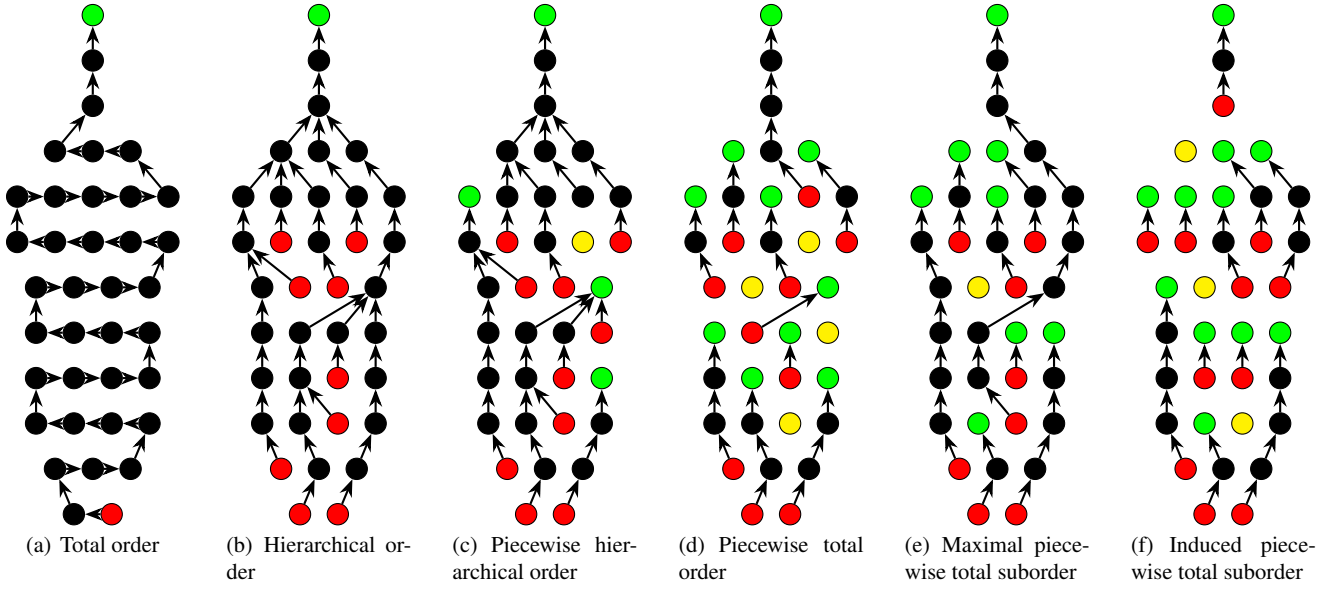 (a) Total order
(b) Hierarchical or-
der
(c) Piecewise hier-
archical order
(d) Piecewise total
order
(e) Maximal piece-
wise total suborder
(f) Induced piece-
wise total suborder